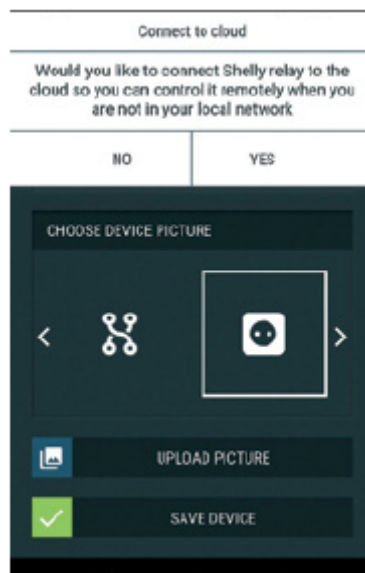 Connect to cloud
Would you like to connect Shelly relay to the
cloud so you can control it remotely when you
are not in your local network
NO
YES
CHOOSE DEVICE PICTURE
UPLOAD PICTURE
SAVE DEVICE